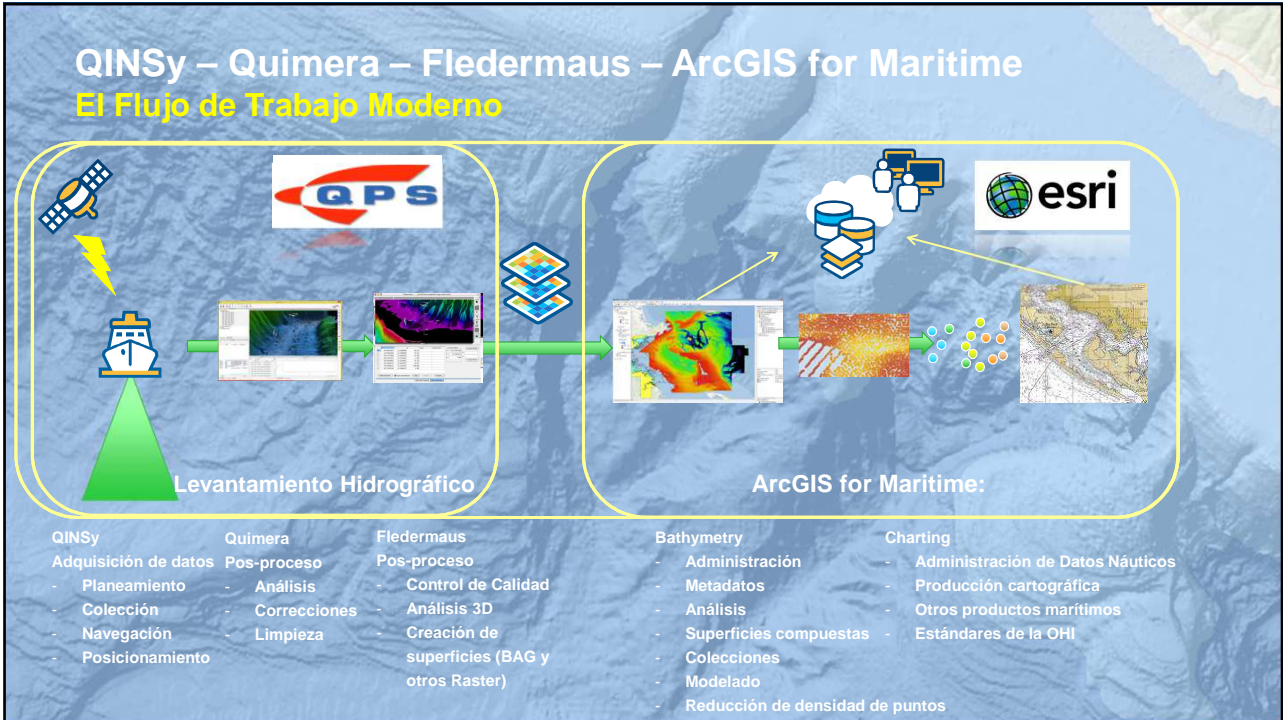 QINSy – Quimera – Fledermaus – ArcGIS for Maritime
El Flujo de Trabajo Moderno
QPS
esri
Levantamiento Hidrográfico
ArcGIS for Maritime:
QINSy
Adquisición de datos
- Planeamiento
- Colección
- Navegación
- Posicionamiento
Quimera
Pos-proceso
- Análisis
- Correcciones
- Limpieza
Fledermaus
Pos-proceso
- Control de Calidad
- Análisis 3D
- Creación de
superficies (BAG y
otros Raster)
Bathymetry
- Administración
- Metadatos
- Análisis
- Superficies compuestas
- Colecciones
- Modelado
- Reducción de densidad de puntos
Charting
- Administración de Datos Náuticos
- Producción cartográfica
- Otros productos marítimos
- Estándares de la OHI